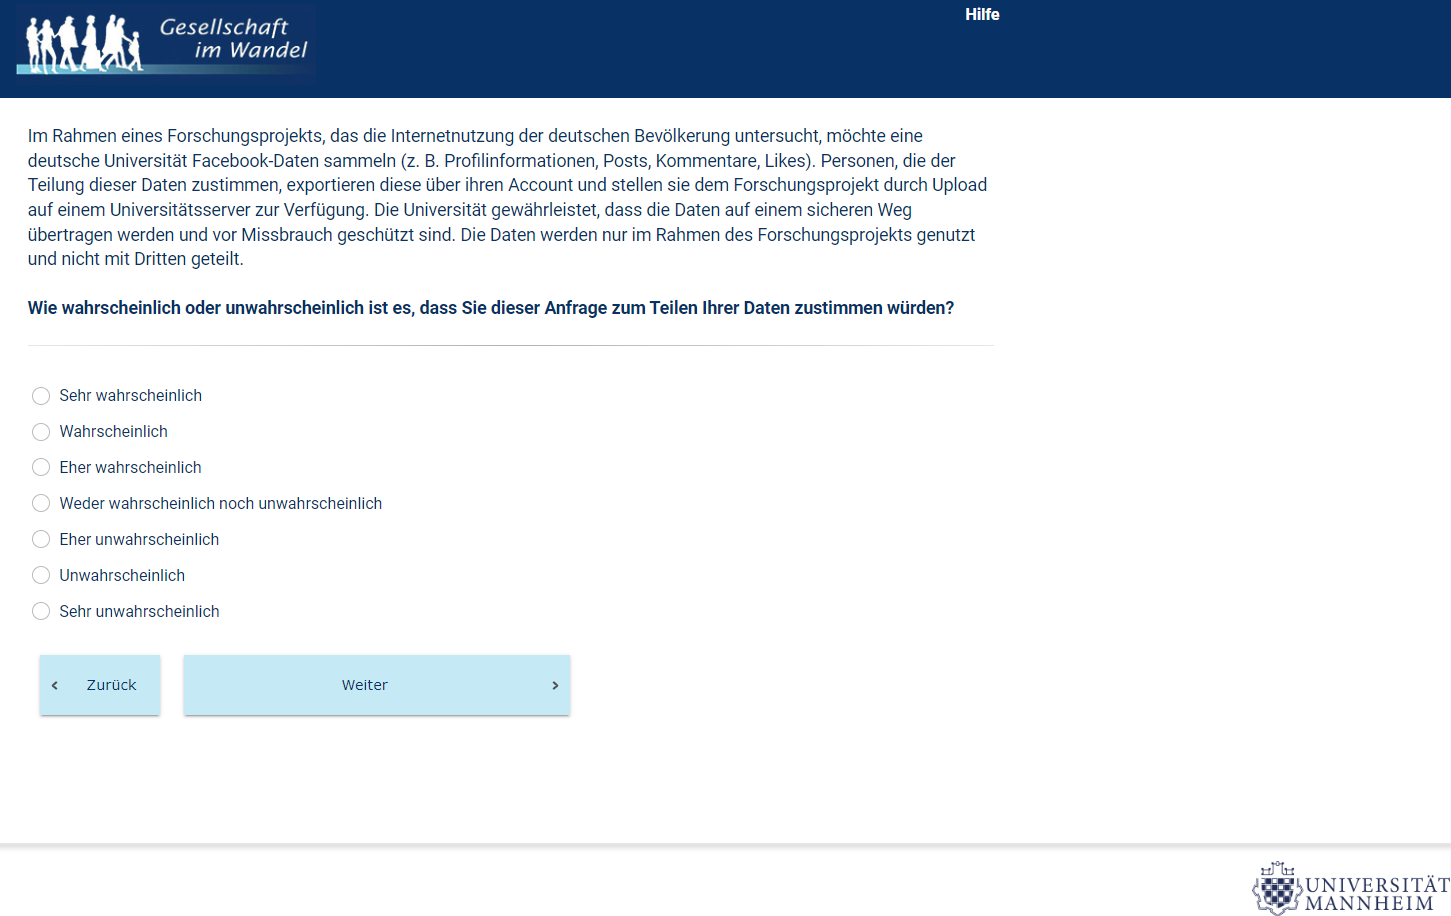 Gesellschaft
im Wandel
Hilfe
Im Rahmen eines Forschungsprojekts, das die Internetnutzung der deutschen Bevölkerung untersucht, möchte eine
deutsche Universität Facebook-Daten sammeln (z. B. Profilinformationen, Posts, Kommentare, Likes). Personen, die der
Teilung dieser Daten zustimmen, exportieren diese über ihren Account und stellen sie dem Forschungsprojekt durch Upload
auf einem Universitätsserver zur Verfügung. Die Universität gewährleistet, dass die Daten auf einem sicheren Weg
übertragen werden und vor Missbrauch geschützt sind. Die Daten werden nur im Rahmen des Forschungsprojekts genutzt
und nicht mit Dritten geteilt.
Wie wahrscheinlich oder unwahrscheinlich ist es, dass Sie dieser Anfrage zum Teilen Ihrer Daten zustimmen würden?
Sehr wahrscheinlich
Wahrscheinlich
Eher wahrscheinlich
Weder wahrscheinlich noch unwahrscheinlich
Eher unwahrscheinlich
Unwahrscheinlich
Sehr unwahrscheinlich
Zurück
Weiter
UNIVERSITÄT
MANNHEIM